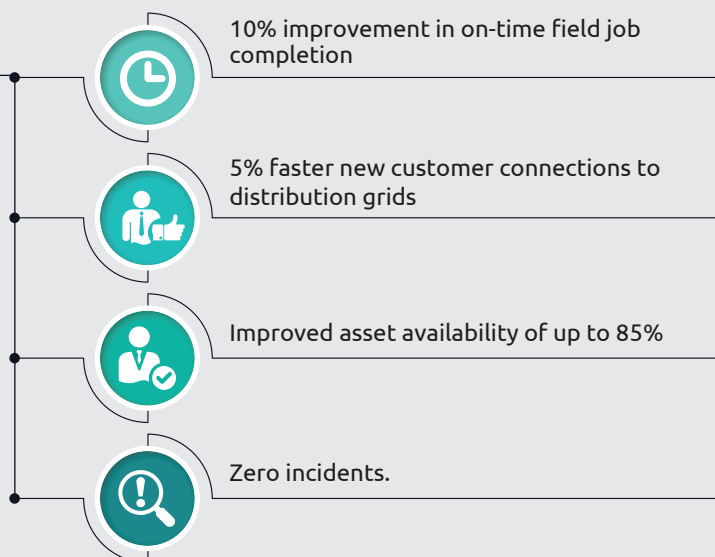 10% improvement in on-time field job
completion
5% faster new customer connections to
distribution grids
Improved asset availability of up to 85%
Zero incidents.